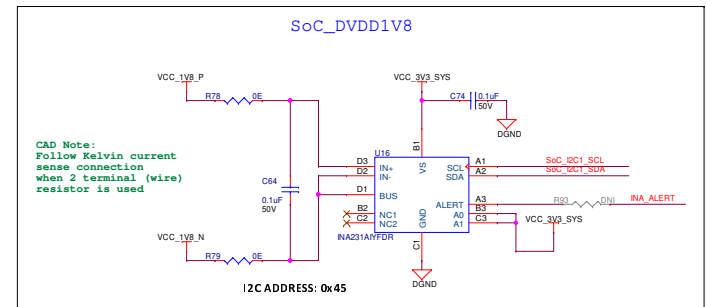 SoC_DVDD1V8
VCC_1V8_P
VCC_3V3_SYS
R78
0E
C74
0.1uF
50V
DGND
CAD Note:
Follow Kelvin current
sense connection
when 2 terminal (wire)
resistor is used
C64
0.1uF
50V
U16
B1
D3
IN+
D2
IN-
D1
BUS
B2
NC1
C2
NC2
VS
GND
SCL
A1
SoC_I2C1_SCL
SDA
A2
SoC_I2C1_SDA
ALERT
A3
R93
DNI
INA_ALERT
A0
B3
A1
C3
VCC_3V3_SYS
INA231AIYFDR
C1
VCC_1V8_N
R79
0E
DGND
I2C ADDRESS: 0x45